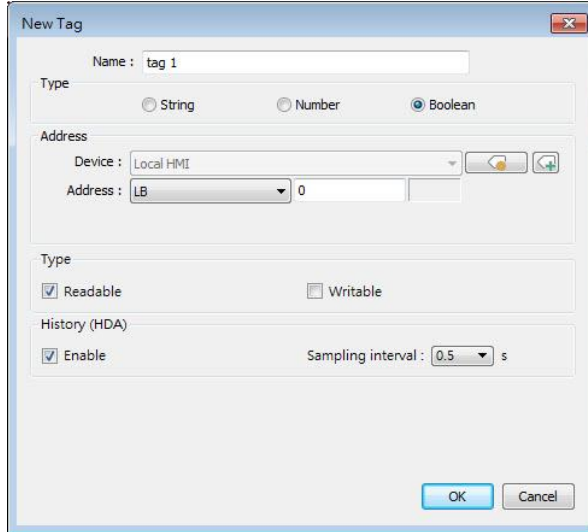 New Tag
Name : tag 1
Type
String Number Boolean
Address
Device : Local HMI
Address : LB 0
Type
Readable Writable
History (HDA)
Enable Sampling interval : 0.5 s
OK Cancel